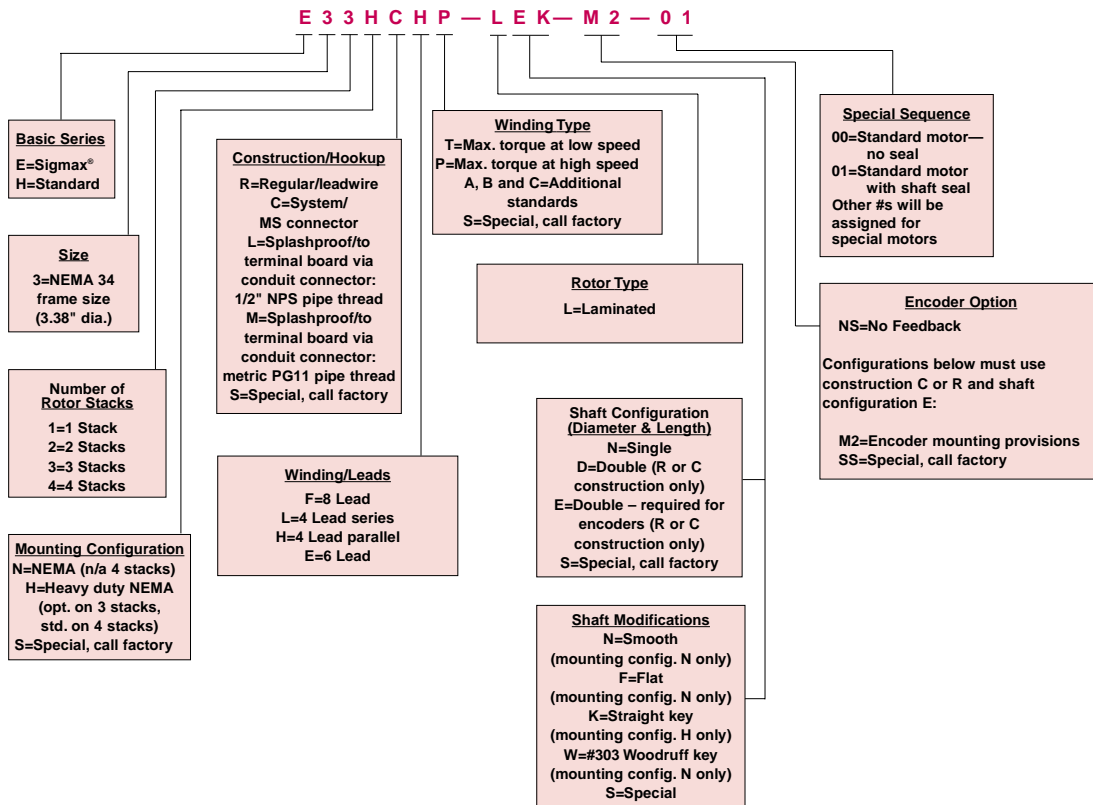 E 3 3 H C H P — L E K — M 2 — 0 1
Basic Series
E=Sigmax®
H=Standard
Size
3=NEMA 34
frame size
(3.38" dia.)
Number of
Rotor Stacks
1=1 Stack
2=2 Stacks
3=3 Stacks
4=4 Stacks
Mounting Configuration
N=NEMA (n/a 4 stacks)
H=Heavy duty NEMA
(opt. on 3 stacks,
std. on 4 stacks)
S=Special, call factory
Construction/Hookup
R=Regular/leadwire
C=System/
MS connector
L=Splashproof/to
terminal board via
conduit connector:
1/2" NPS pipe thread
M=Splashproof/to
terminal board via
conduit connector:
metric PG11 pipe thread
S=Special, call factory
Winding/Leads
F=8 Lead
L=4 Lead series
H=4 Lead parallel
E=6 Lead
Winding Type
T=Max. torque at low speed
P=Max. torque at high speed
A, B and C=Additional
standards
S=Special, call factory
Rotor Type
L=Laminated
Shaft Configuration
(Diameter & Length)
N=Single
D=Double (R or C
construction only)
E=Double – required for
encoders (R or C
construction only)
S=Special, call factory
Shaft Modifications
N=Smooth
(mounting config. N only)
F=Flat
(mounting config. N only)
K=Straight key
(mounting config. H only)
W=#303 Woodruff key
(mounting config. N only)
S=Special
Special Sequence
00=Standard motor—
no seal
01=Standard motor
with shaft seal
Other #s will be
assigned for
special motors
Encoder Option
NS=No Feedback
Configurations below must use
construction C or R and shaft
configuration E:
M2=Encoder mounting provisions
SS=Special, call factory